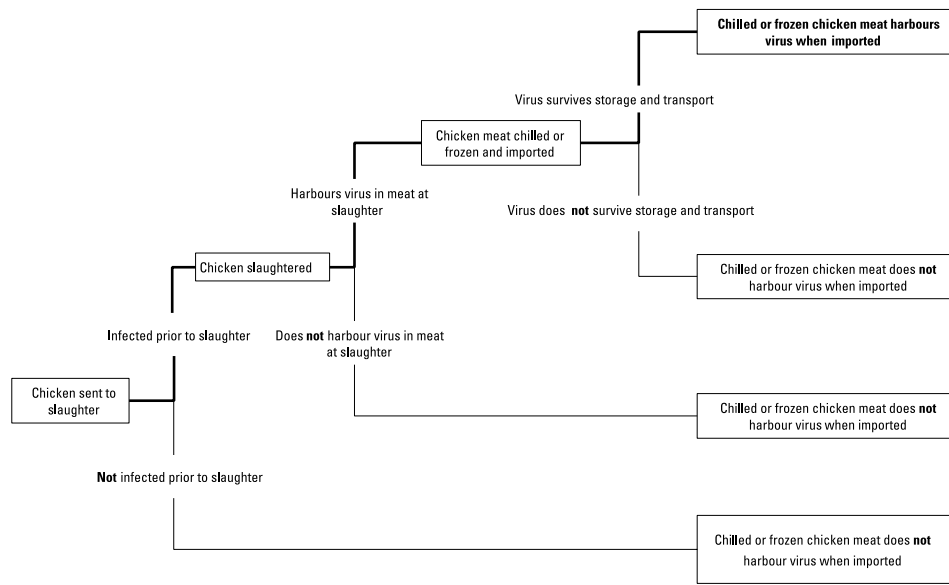 Chilled or frozen chicken meat harbours
virus when imported
Virus survives storage and transport
Chicken meat chilled or
frozen and imported
Harbours virus in meat at
slaughter
Virus does not survive storage and transport
Chicken slaughtered
Chilled or frozen chicken meat does not
harbour virus when imported
Infected prior to slaughter
Does not harbour virus in meat
at slaughter
Chicken sent to
slaughter
Chilled or frozen chicken meat does not
harbour virus when imported
Not infected prior to slaughter
Chilled or frozen chicken meat does not
harbour virus when imported